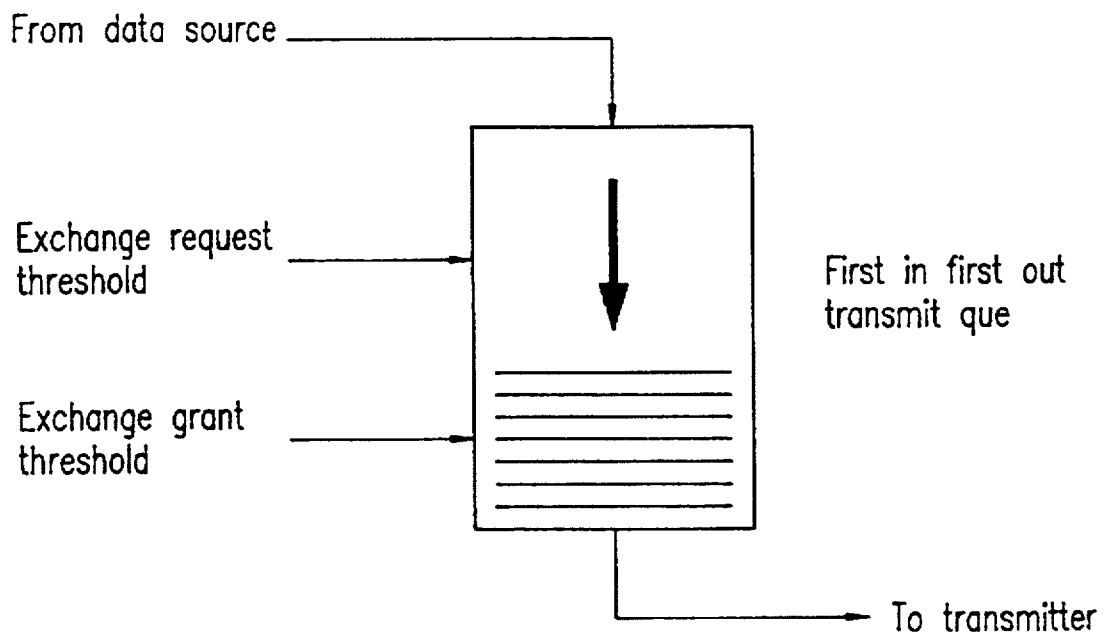 From data source
Exchange request
threshold
First in first out
transmit que
Exchange grant
threshold
To transmitter